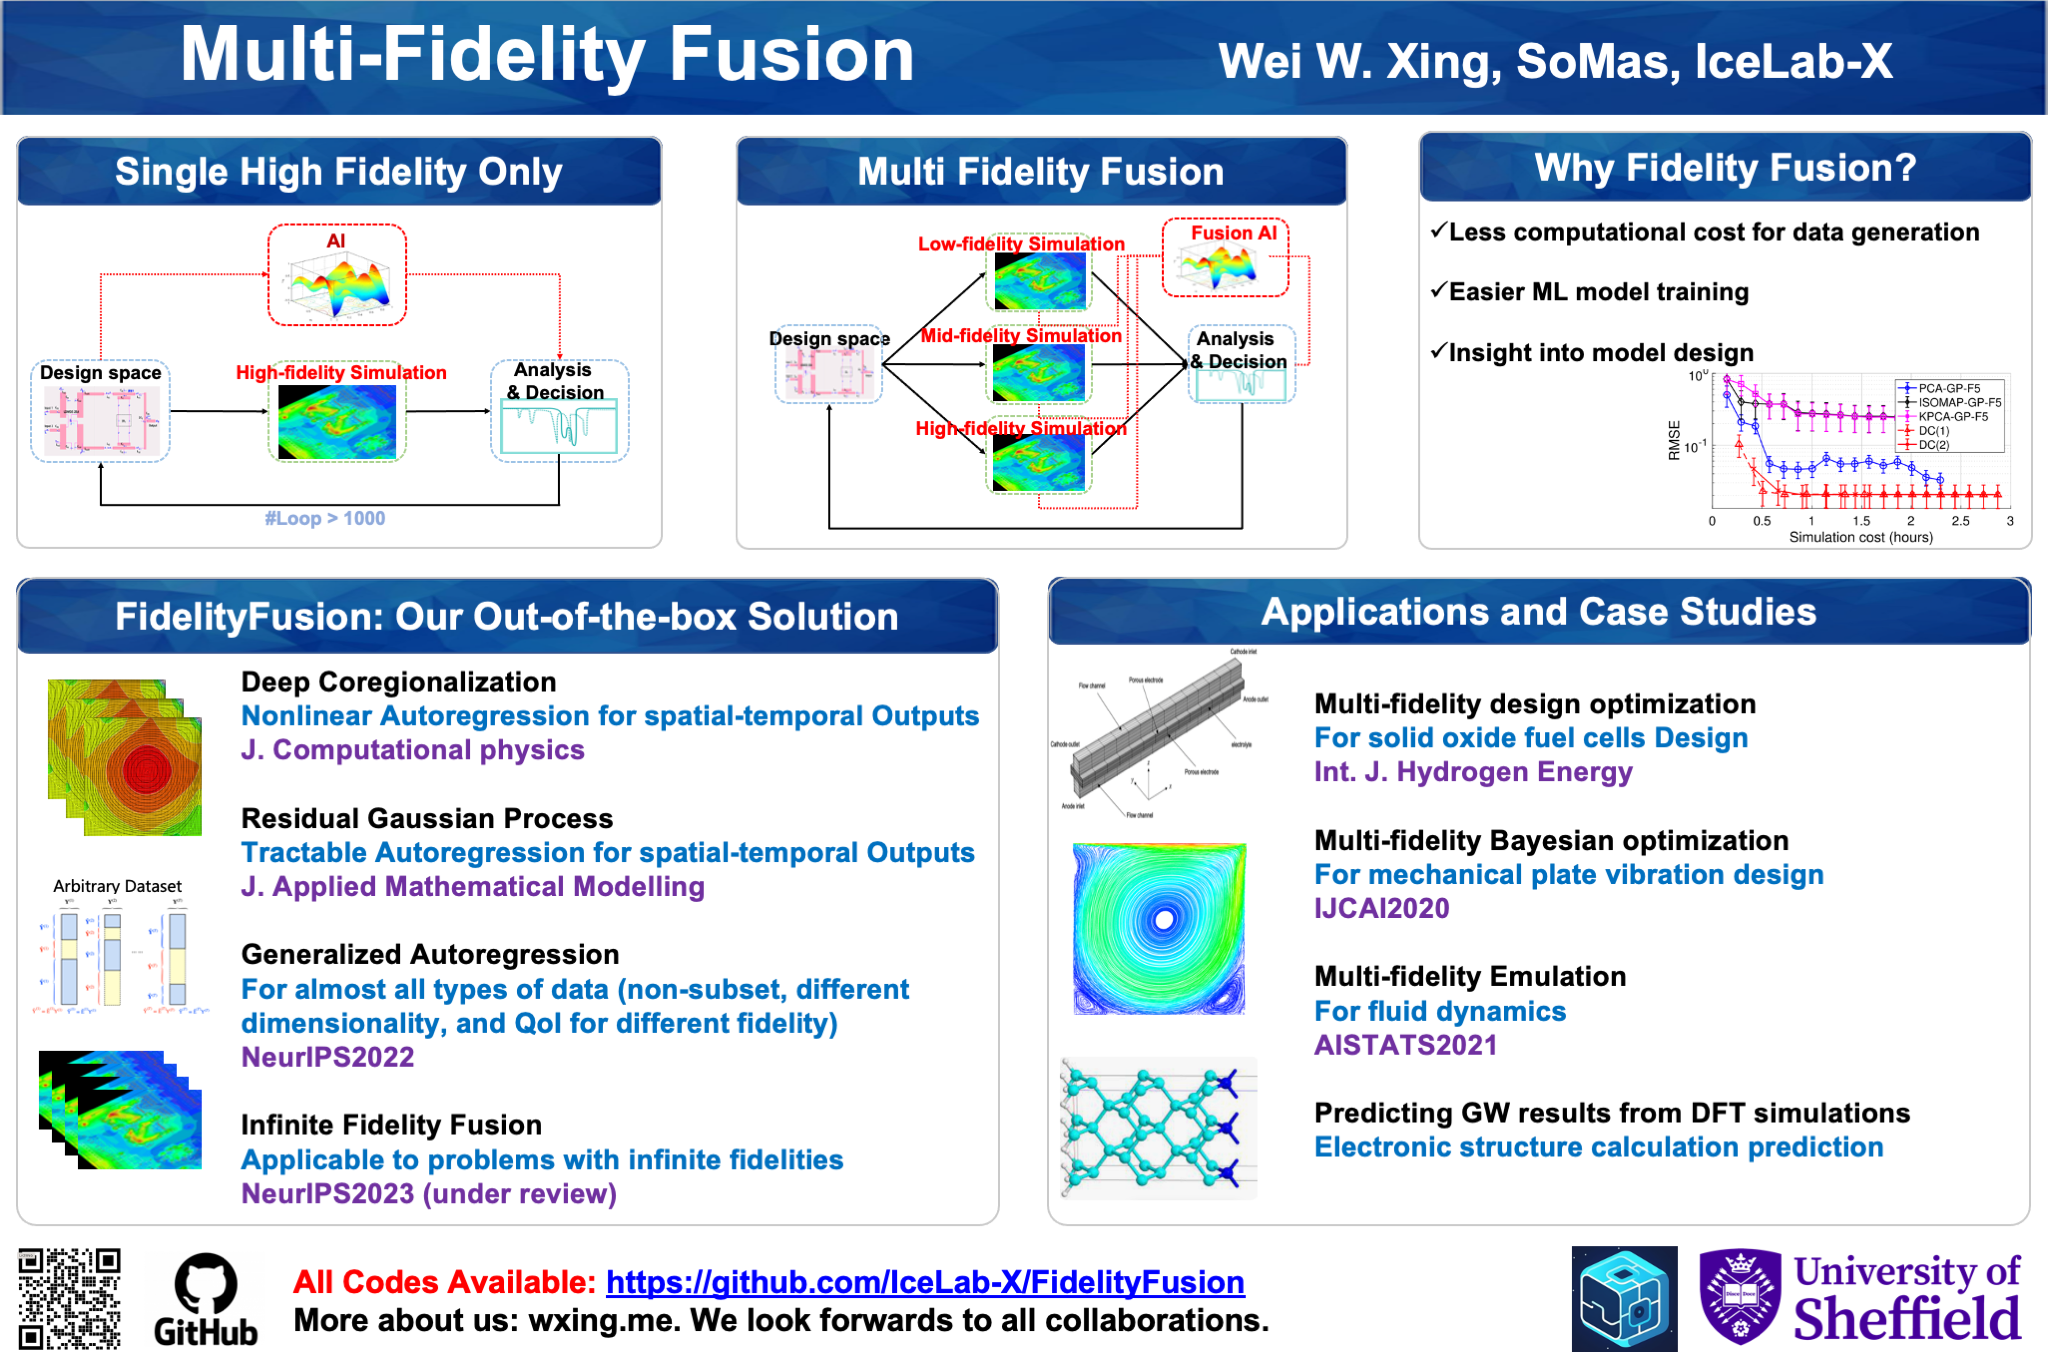 Multi-Fidelity Fusion
Wei W. Xing, SoMas, IceLab-X
Single High Fidelity Only
AI
Design space
High-fidelity Simulation
Analysis
& Decision
#Loop > 1000
Multi Fidelity Fusion
Low-fidelity Simulation
Fusion AI
Design space
Mid-fidelity Simulation
Analysis
& Decision
High-fidelity Simulation
Why Fidelity Fusion?
✓Less computational cost for data generation
✓Easier ML model training
✓Insight into model design
10⁰
10⁻¹
RMSE
PCA-GP-F5
ISOMAP-GP-F5
KPCA-GP-F5
DC(1)
DC(2)
0 0.5 1 1.5 2 2.5 3
Simulation cost (hours)
FidelityFusion: Our Out-of-the-box Solution
Deep Coregionalization
Nonlinear Autoregression for spatial-temporal Outputs
J. Computational physics
Residual Gaussian Process
Tractable Autoregression for spatial-temporal Outputs
J. Applied Mathematical Modelling
Arbitrary Dataset
Generalized Autoregression
For almost all types of data (non-subset, different
dimensionality, and QoI for different fidelity)
NeurIPS2022
Infinite Fidelity Fusion
Applicable to problems with infinite fidelities
NeurIPS2023 (under review)
Applications and Case Studies
Cathode inlet
Porous electrode
Flow channel
Anode outlet
Cathode outlet
electrolyte
Porous electrode
Anode inlet
Flow channel
Multi-fidelity design optimization
For solid oxide fuel cells Design
Int. J. Hydrogen Energy
Multi-fidelity Bayesian optimization
For mechanical plate vibration design
IJCAI2020
Multi-fidelity Emulation
For fluid dynamics
AISTATS2021
Predicting GW results from DFT simulations
Electronic structure calculation prediction
GitHub
All Codes Available: https://github.com/IceLab-X/FidelityFusion
More about us: wxing.me. We look forwards to all collaborations.
University of
Sheffield